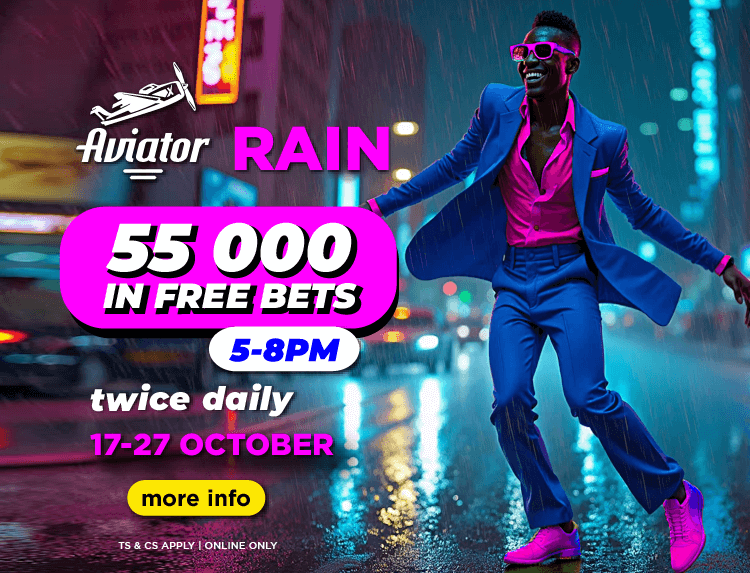 Aviator RAIN
55 000
IN FREE BETS
5-8PM
twice daily
17-27 OCTOBER
more info
TS & CS APPLY | ONLINE ONLY